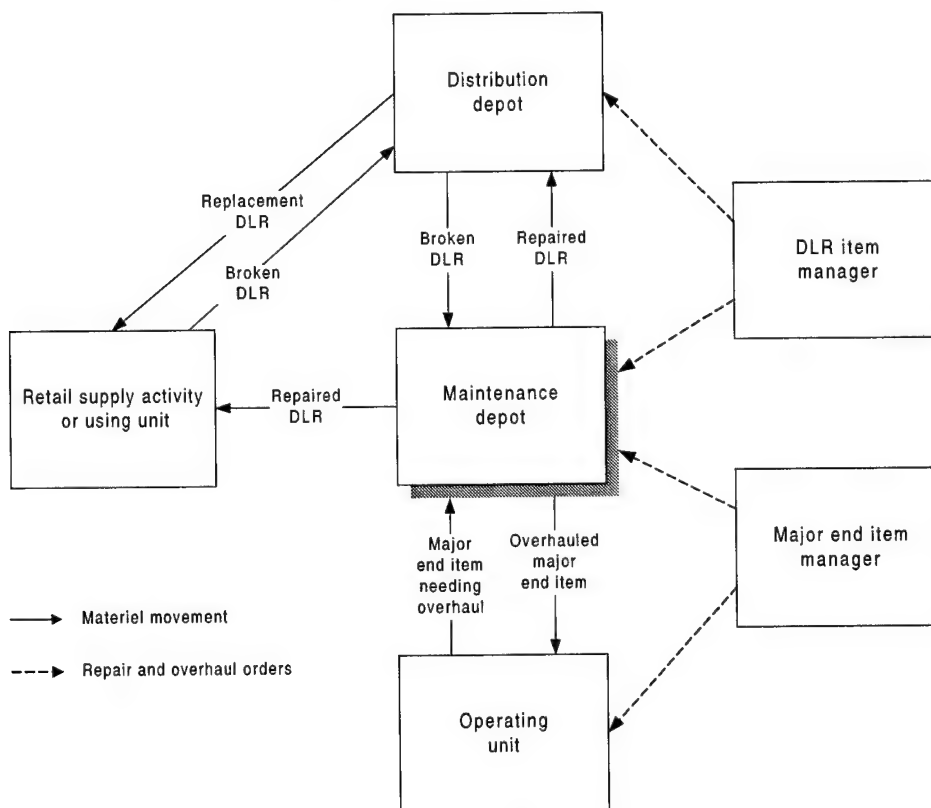 Distribution
depot
Replacement
DLR
Broken
DLR
Broken
DLR
Repaired
DLR
DLR item
manager
Retail supply activity
or using unit
Repaired
DLR
Maintenance
depot
Major
end item
needing
overhaul
Overhauled
major
end item
Major end item
manager
Materiel movement
Repair and overhaul orders
Operating
unit